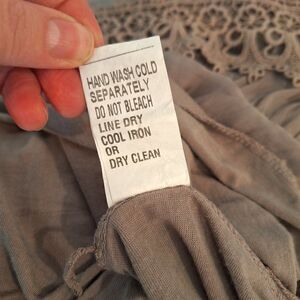 HAND WASH COLD
SEPARATELY
DO NOT BLEACH
LINE DRY
COOL IRON
OR
DRY CLEAN